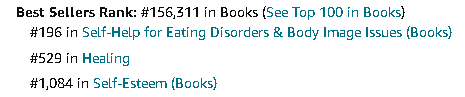 Best Sellers Rank: #156,311 in Books (See Top 100 in Books)
#196 in Self-Help for Eating Disorders & Body Image Issues (Books)
#529 in Healing
#1,084 in Self-Esteem (Books)